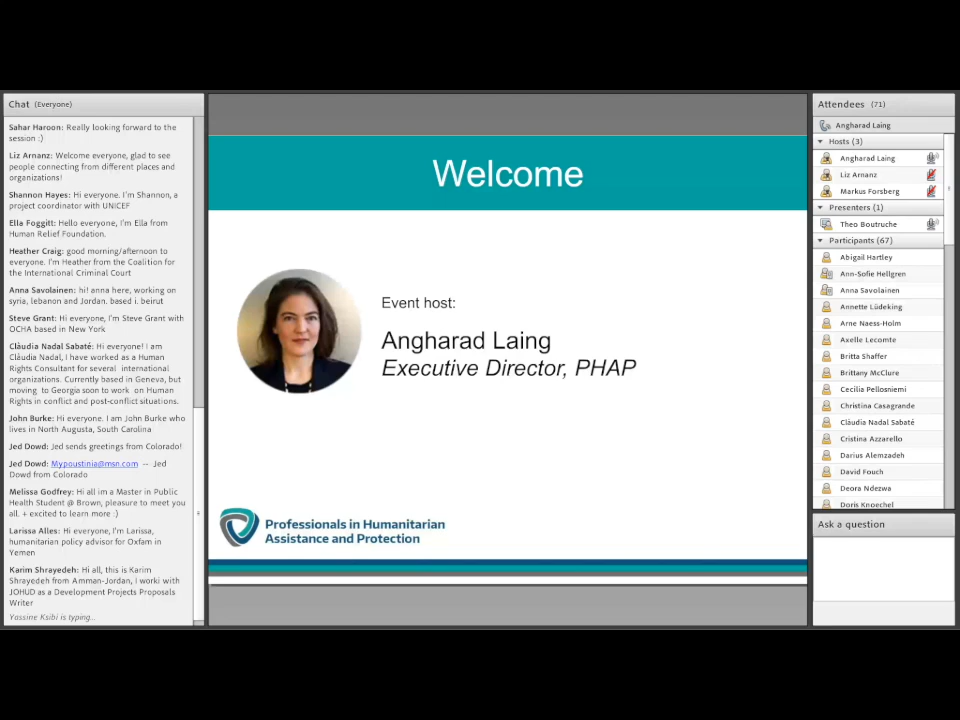 Chat (Everyone)
Sahar Haroon: Really looking forward to the
session :)
Liz Arnanz: Welcome everyone, glad to see
people connecting from different places and
organizations!
Shannon Hayes: Hi everyone. I'm Shannon, a
project coordinator with UNICEF
Ella Foggitt: Hello everyone, I'm Ella from
Human Relief Foundation.
Heather Craig: good morning/afternoon to
everyone. I'm Heather from the Coalition for
the International Criminal Court
Anna Savolainen: hi! anna here, working on
syria, lebanon and Jordan. based i. beirut
Steve Grant: Hi everyone, I'm Steve Grant with
OCHA based in New York
Clàudia Nadal Sabaté: Hi everyone! I am
Clàudia Nadal, I have worked as a Human
Rights Consultant for several international
organizations. Currently based in Geneva, but
moving to Georgia soon to work on Human
Rights in conflict and post-conflict situations.
John Burke: Hi everyone. I am John Burke who
lives in North Augusta, South Carolina
Jed Dowd: Jed sends greetings from Colorado!
Jed Dowd: Mypoustinia@msn.com -- Jed
Dowd from Colorado
Melissa Godfrey: Hi all im a Master in Public
Health Student @ Brown, pleasure to meet you
all. + excited to learn more :)
Larissa Alles: Hi everyone, I'm Larissa,
humanitarian policy advisor for Oxfam in
Yemen
Karim Shrayedeh: Hi all, this is Karim
Shrayedeh from Amman-Jordan, I worki with
JOHUD as a Development Projects Proposals
Writer
Yassine Ksibi is typing...
Welcome
Event host:
Angharad Laing
Executive Director, PHAP
Professionals in Humanitarian
Assistance and Protection
Attendees (71)
Angharad Laing
Hosts (3)
Angharad Laing
Liz Arnanz
Markus Forsberg
Presenters (1)
Theo Boutruche
Participants (67)
Abigail Hartley
Ann-Sofie Hellgren
Anna Savolainen
Annette Lüdeking
Arne Naess-Holm
Axelle Lecomte
Britta Shaffer
Brittany McClure
Cecilia Pellosniemi
Christina Casagrande
Clàudia Nadal Sabaté
Cristina Azzarello
Darius Alemzadeh
David Fouch
Deora Ndezwa
Doris Knoechel
Ask a question